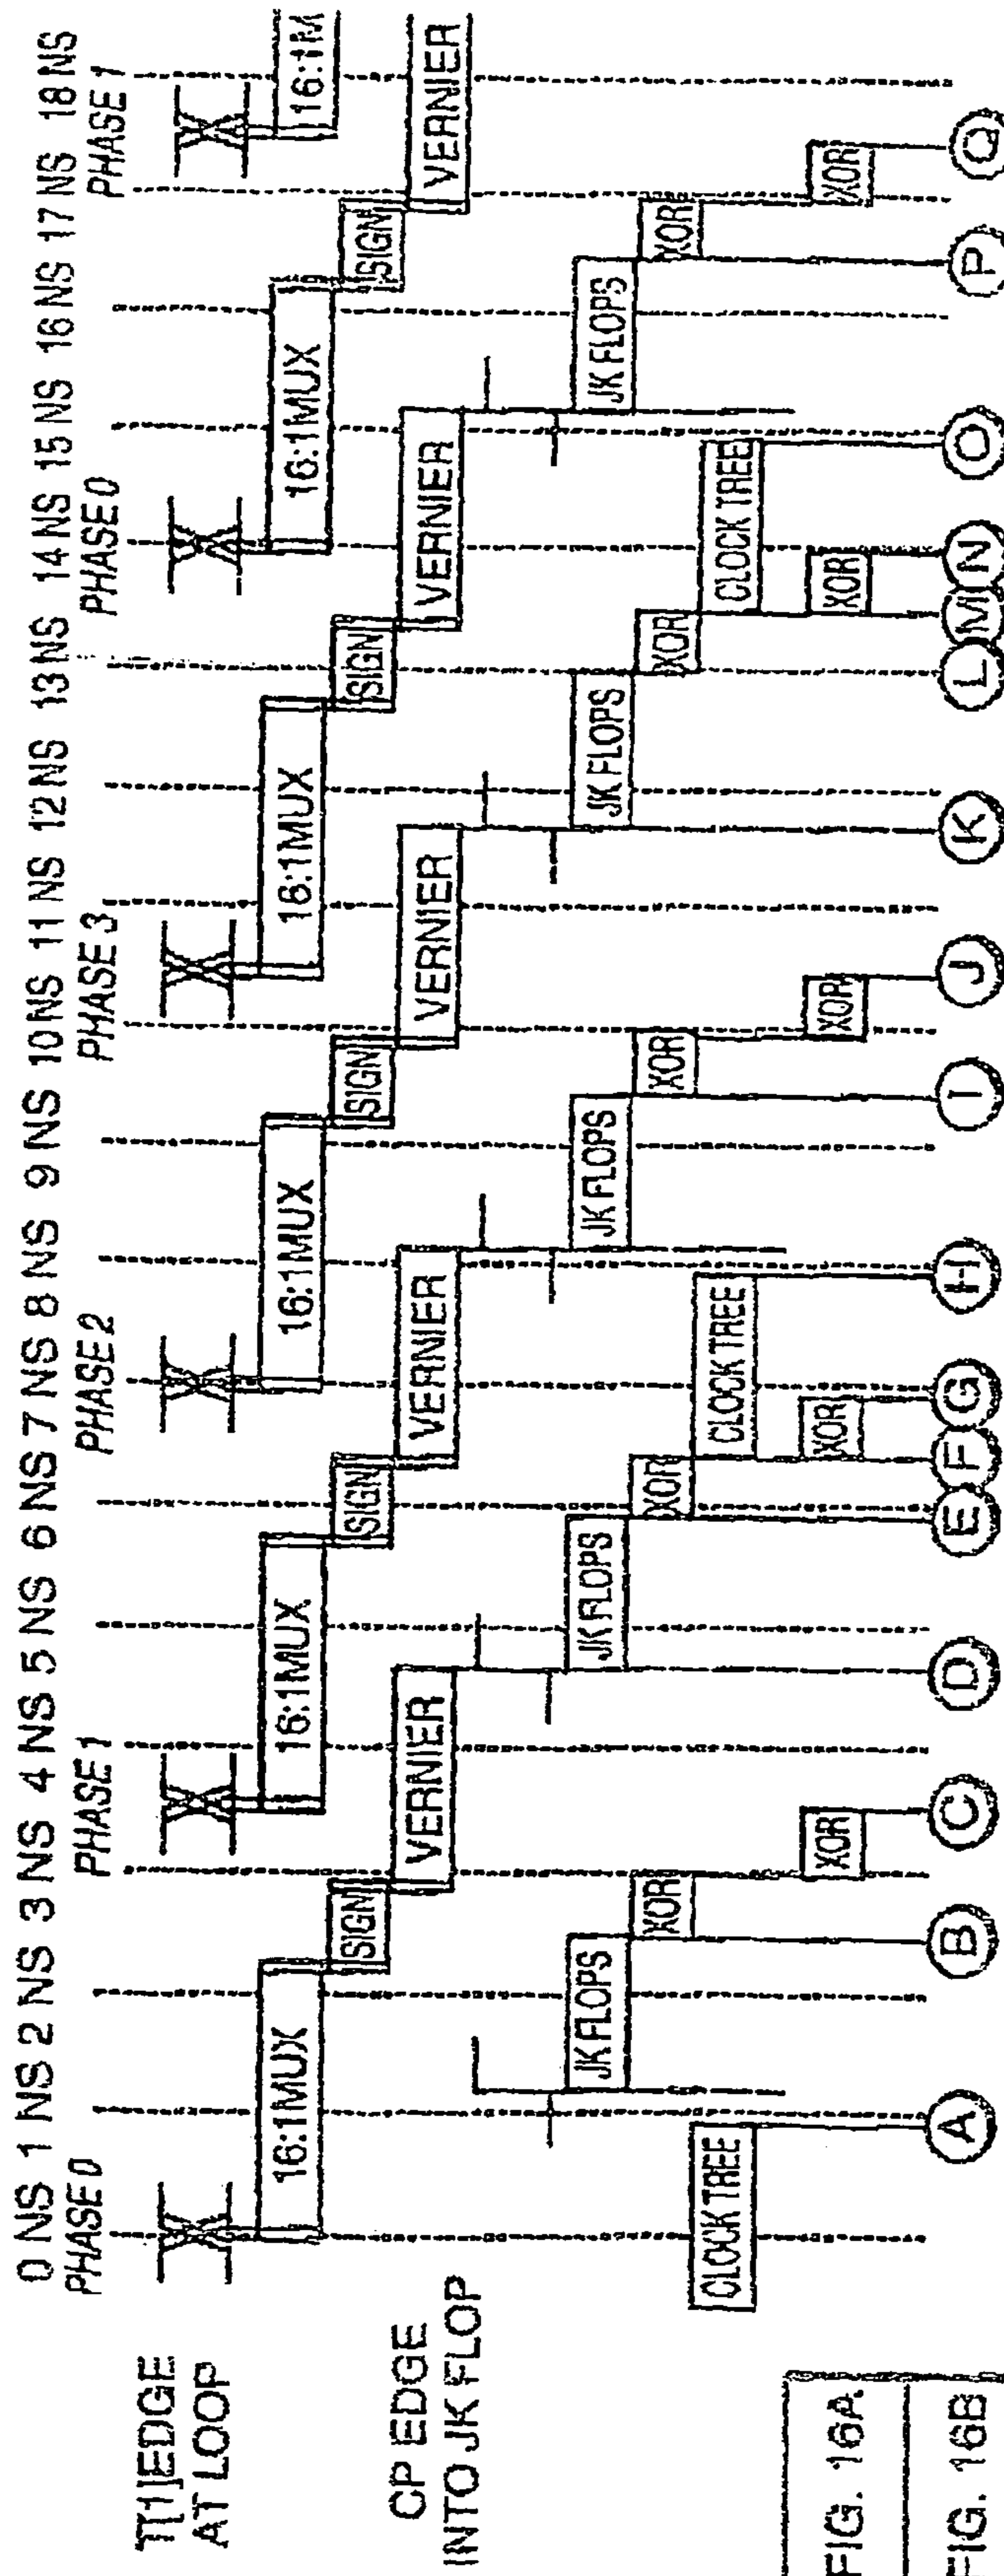 0 NS 1 NS 2 NS 3 NS 4 NS 5 NS 6 NS 7 NS 8 NS 9 NS 10 NS 11 NS 12 NS 13 NS 14 NS 15 NS 16 NS 17 NS 18 NS
PHASE 0 PHASE 1 PHASE 2 PHASE 3 PHASE 0 PHASE 1
T[1]EDGE
AT LOOP
16:1MUX 16:1MUX 16:1MUX 16:1MUX 16:1MUX 16:1M
SIGN SIGN SIGN SIGN SIGN
CP EDGE
INTO JK FLOP
VERNIER VERNIER VERNIER VERNIER VERNIER
JK FLOPS JK FLOPS JK FLOPS JK FLOPS JK FLOPS
XOR XOR XOR XOR XOR
CLOCK TREE CLOCK TREE CLOCK TREE
XOR XOR XOR XOR XOR
A B C D E F G H I J K L M N O P Q
FIG. 16A
FIG. 16B